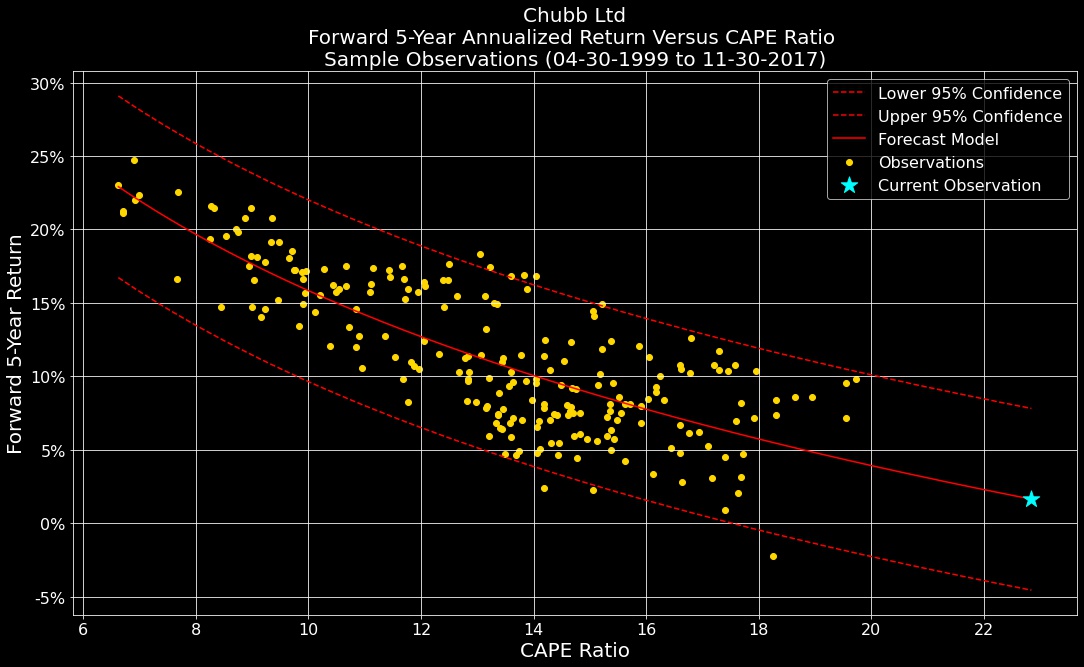 Chubb Ltd
Forward 5-Year Annualized Return Versus CAPE Ratio
Sample Observations (04-30-1999 to 11-30-2017)
Forward 5-Year Return
30%
25%
20%
15%
10%
5%
0%
-5%
Lower 95% Confidence
Upper 95% Confidence
Forecast Model
Observations
Current Observation
6 8 10 12 14 16 18 20 22
CAPE Ratio